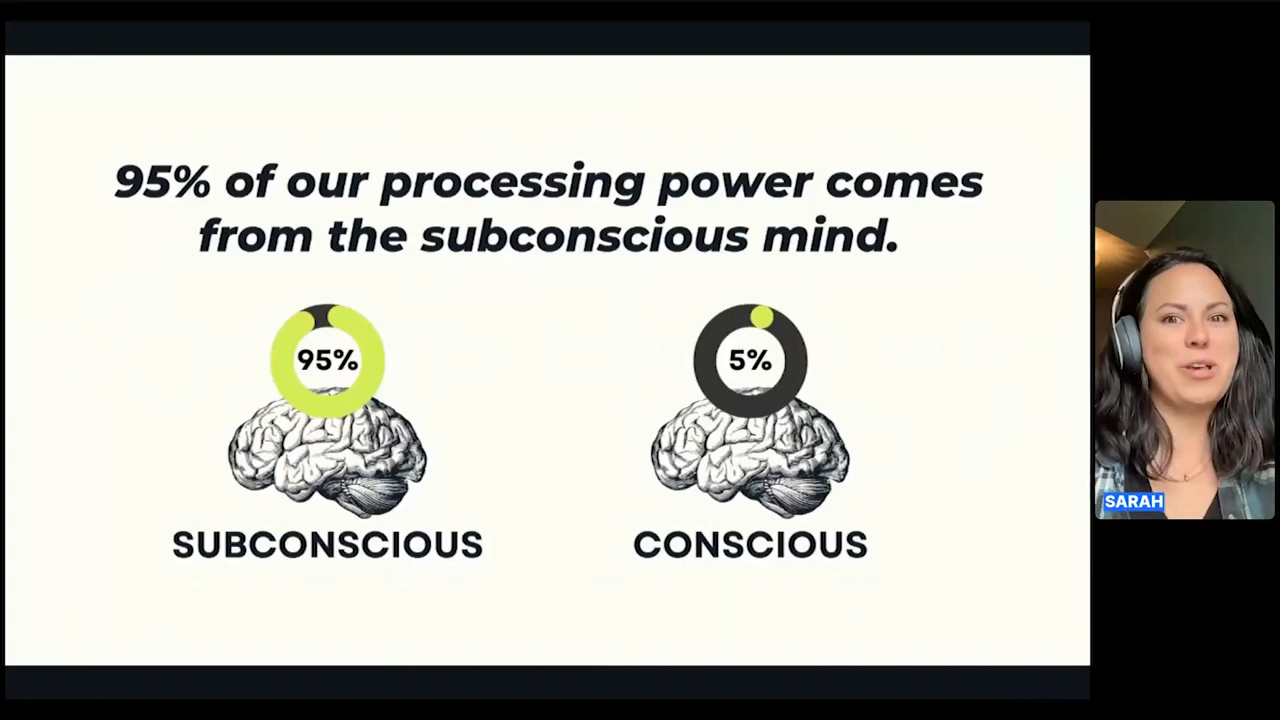 95% of our processing power comes
from the subconscious mind.
95%
5%
SUBCONSCIOUS
CONSCIOUS
SARAH